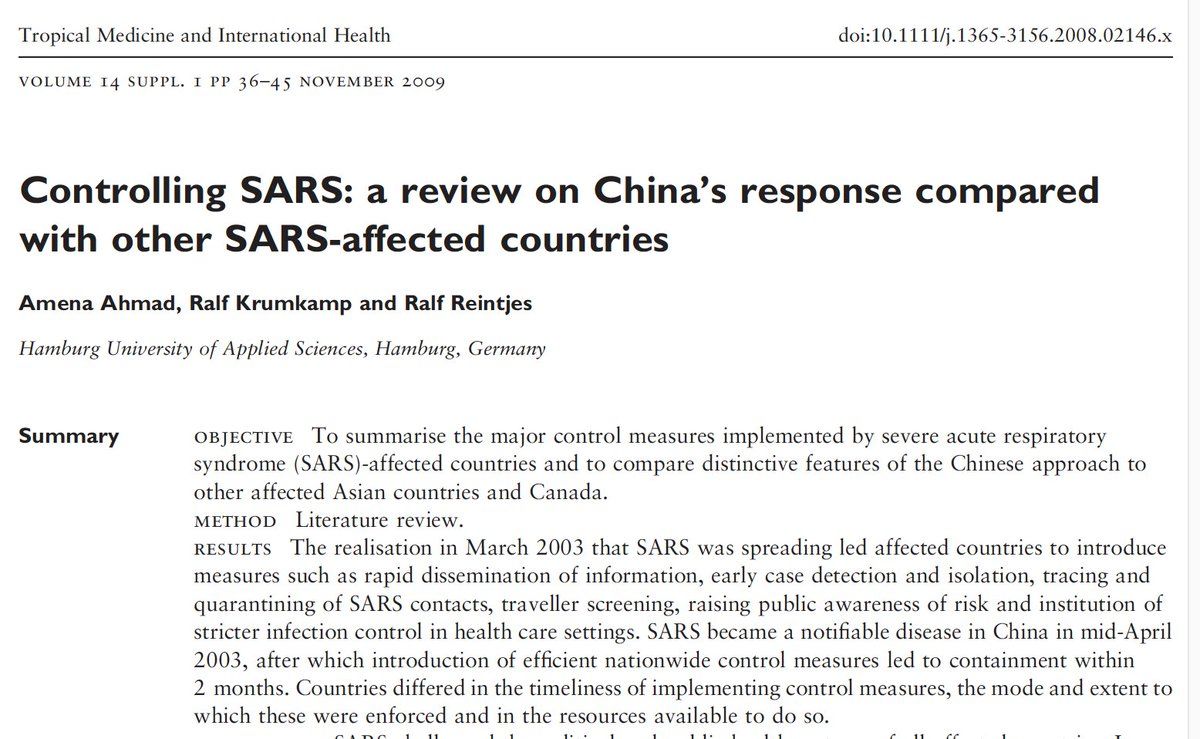 Tropical Medicine and International Health
doi:10.1111/j.1365-3156.2008.02146.x
VOLUME 14 SUPPL. 1 PP 36–45 NOVEMBER 2009
Controlling SARS: a review on China's response compared
with other SARS-affected countries
Amena Ahmad, Ralf Krumkamp and Ralf Reintjes
Hamburg University of Applied Sciences, Hamburg, Germany
Summary
OBJECTIVE To summarise the major control measures implemented by severe acute respiratory
syndrome (SARS)-affected countries and to compare distinctive features of the Chinese approach to
other affected Asian countries and Canada.
METHOD Literature review.
RESULTS The realisation in March 2003 that SARS was spreading led affected countries to introduce
measures such as rapid dissemination of information, early case detection and isolation, tracing and
quarantining of SARS contacts, traveller screening, raising public awareness of risk and institution of
stricter infection control in health care settings. SARS became a notifiable disease in China in mid-April
2003, after which introduction of efficient nationwide control measures led to containment within
2 months. Countries differed in the timeliness of implementing control measures, the mode and extent to
which these were enforced and in the resources available to do so.